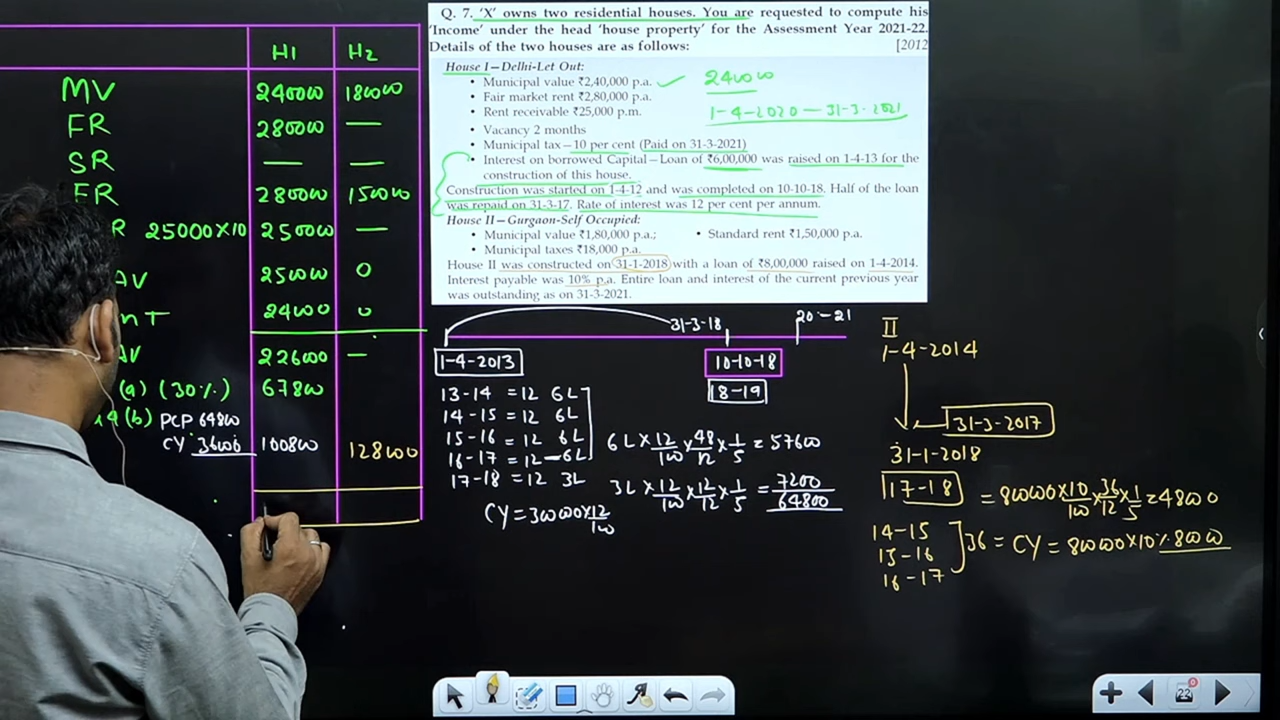 Q. 7. 'X' owns two residential houses. You are requested to compute his
'Income' under the head 'house property' for the Assessment Year 2021-22.
Details of the two houses are as follows: [2012
House I—Delhi-Let Out:
• Municipal value ₹2,40,000 p.a. 240000
• Fair market rent ₹2,80,000 p.a.
• Rent receivable ₹25,000 p.m. 1-4-2020 — 31-3-2021
• Vacancy 2 months
• Municipal tax—10 per cent (Paid on 31-3-2021)
• Interest on borrowed Capital—Loan of ₹6,00,000 was raised on 1-4-13 for the
construction of this house.
Construction was started on 1-4-12 and was completed on 10-10-18. Half of the loan
was repaid on 31-3-17. Rate of interest was 12 per cent per annum.
House II—Gurgaon-Self Occupied:
• Municipal value ₹1,80,000 p.a.; • Standard rent ₹1,50,000 p.a.
• Municipal taxes ₹18,000 p.a.
House II was constructed on 31-1-2018 with a loan of ₹8,00,000 raised on 1-4-2014.
Interest payable was 10% p.a. Entire loan and interest of the current previous year
was outstanding as on 31-3-2021.
H1 H2
MV 240000 180000
FR 280000 —
SR — —
ER 280000 150000
R 25000X10 250000 —
AV 250000 0
MT 24000 0
AV 226000 —
(a) (30%) 67800
24(b) PCP 64800
CY 36000 100800 128000
31-3-18 20-21
1-4-2013 10-10-18
18-19
13-14 = 12 6L
14-15 = 12 6L
15-16 = 12 6L
16-17 = 12 6L
17-18 = 12 3L
6L X 12/100 X 48/12 X 1/5 = 57600
3L X 12/100 X 12/12 X 1/5 = 7200
64800
CY = 300000 X 12/100
II
1-4-2014
31-3-2017
31-1-2018
17-18 = 800000 X 10/100 X 36/12 X 1/5 = 48000
14-15
15-16 ] 36 = CY = 800000 X 10% 80000
16-17
23